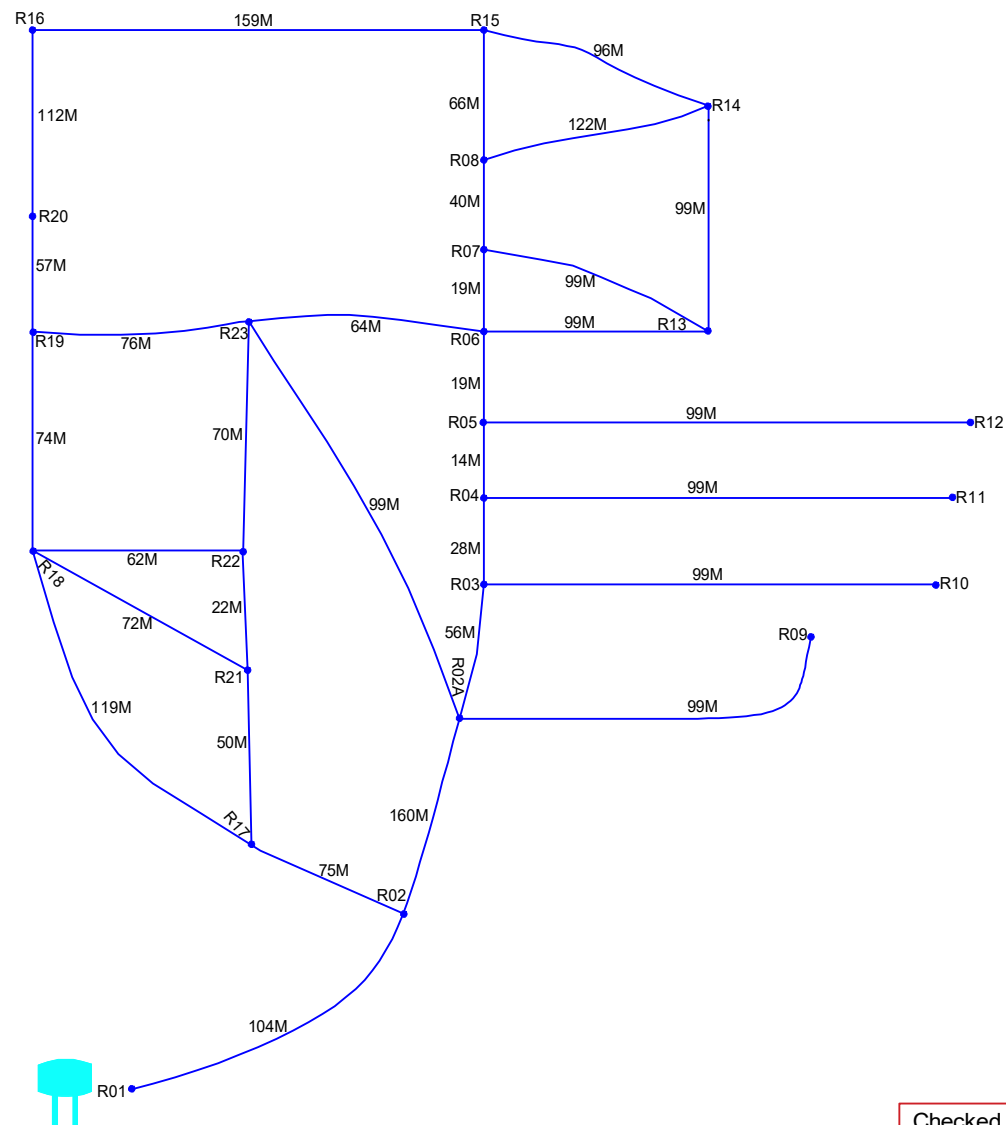 R16
159M
R15
96M
112M
66M
R14
122M
R08
40M
99M
R20
R07
57M
99M
19M
64M
99M
R13
R23
R19
76M
R06
19M
99M
R05
R12
70M
74M
14M
99M
R04
R11
99M
28M
62M
R22
R18
99M
R03
R10
22M
72M
56M
R09
R21
R02A
119M
99M
50M
160M
R17
75M
R02
104M
R01
Checked